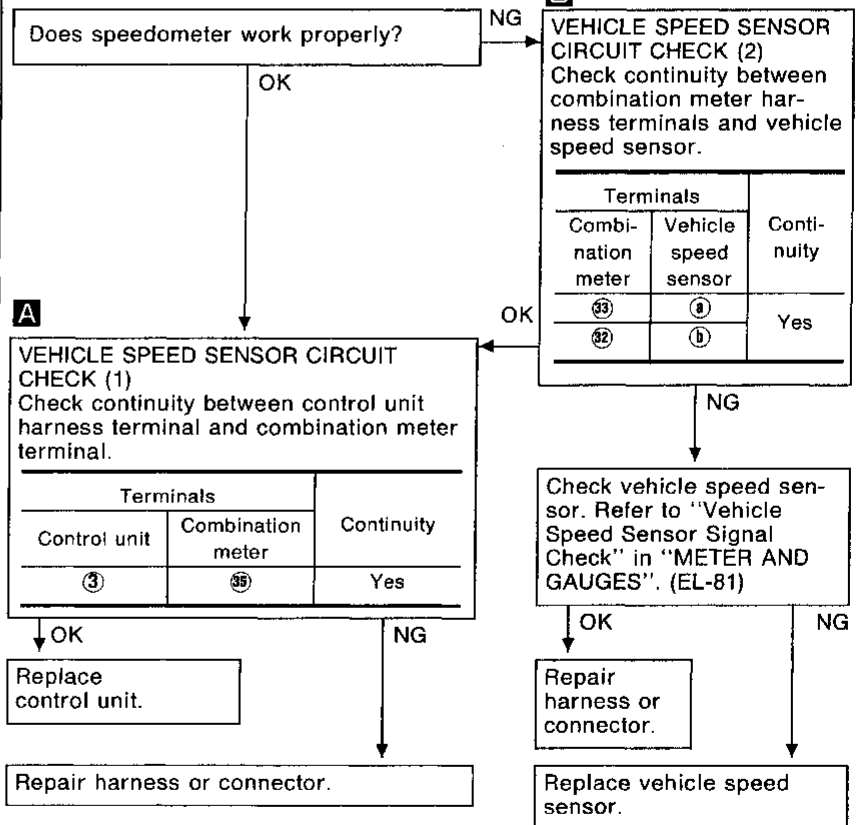 Does speedometer work properly?
NG
OK
VEHICLE SPEED SENSOR
CIRCUIT CHECK (2)
Check continuity between
combination meter har-
ness terminals and vehicle
speed sensor.
Terminals
Combi-
nation
meter
Vehicle
speed
sensor
Conti-
nuity
33
a
32
b
Yes
OK
NG
A
VEHICLE SPEED SENSOR CIRCUIT
CHECK (1)
Check continuity between control unit
harness terminal and combination meter
terminal.
Terminals
Control unit
Combination
meter
Continuity
3
35
Yes
OK
NG
Replace
control unit.
Repair harness or connector.
Check vehicle speed sen-
sor. Refer to "Vehicle
Speed Sensor Signal
Check" in "METER AND
GAUGES". (EL-81)
OK
NG
Repair
harness or
connector.
Replace vehicle speed
sensor.